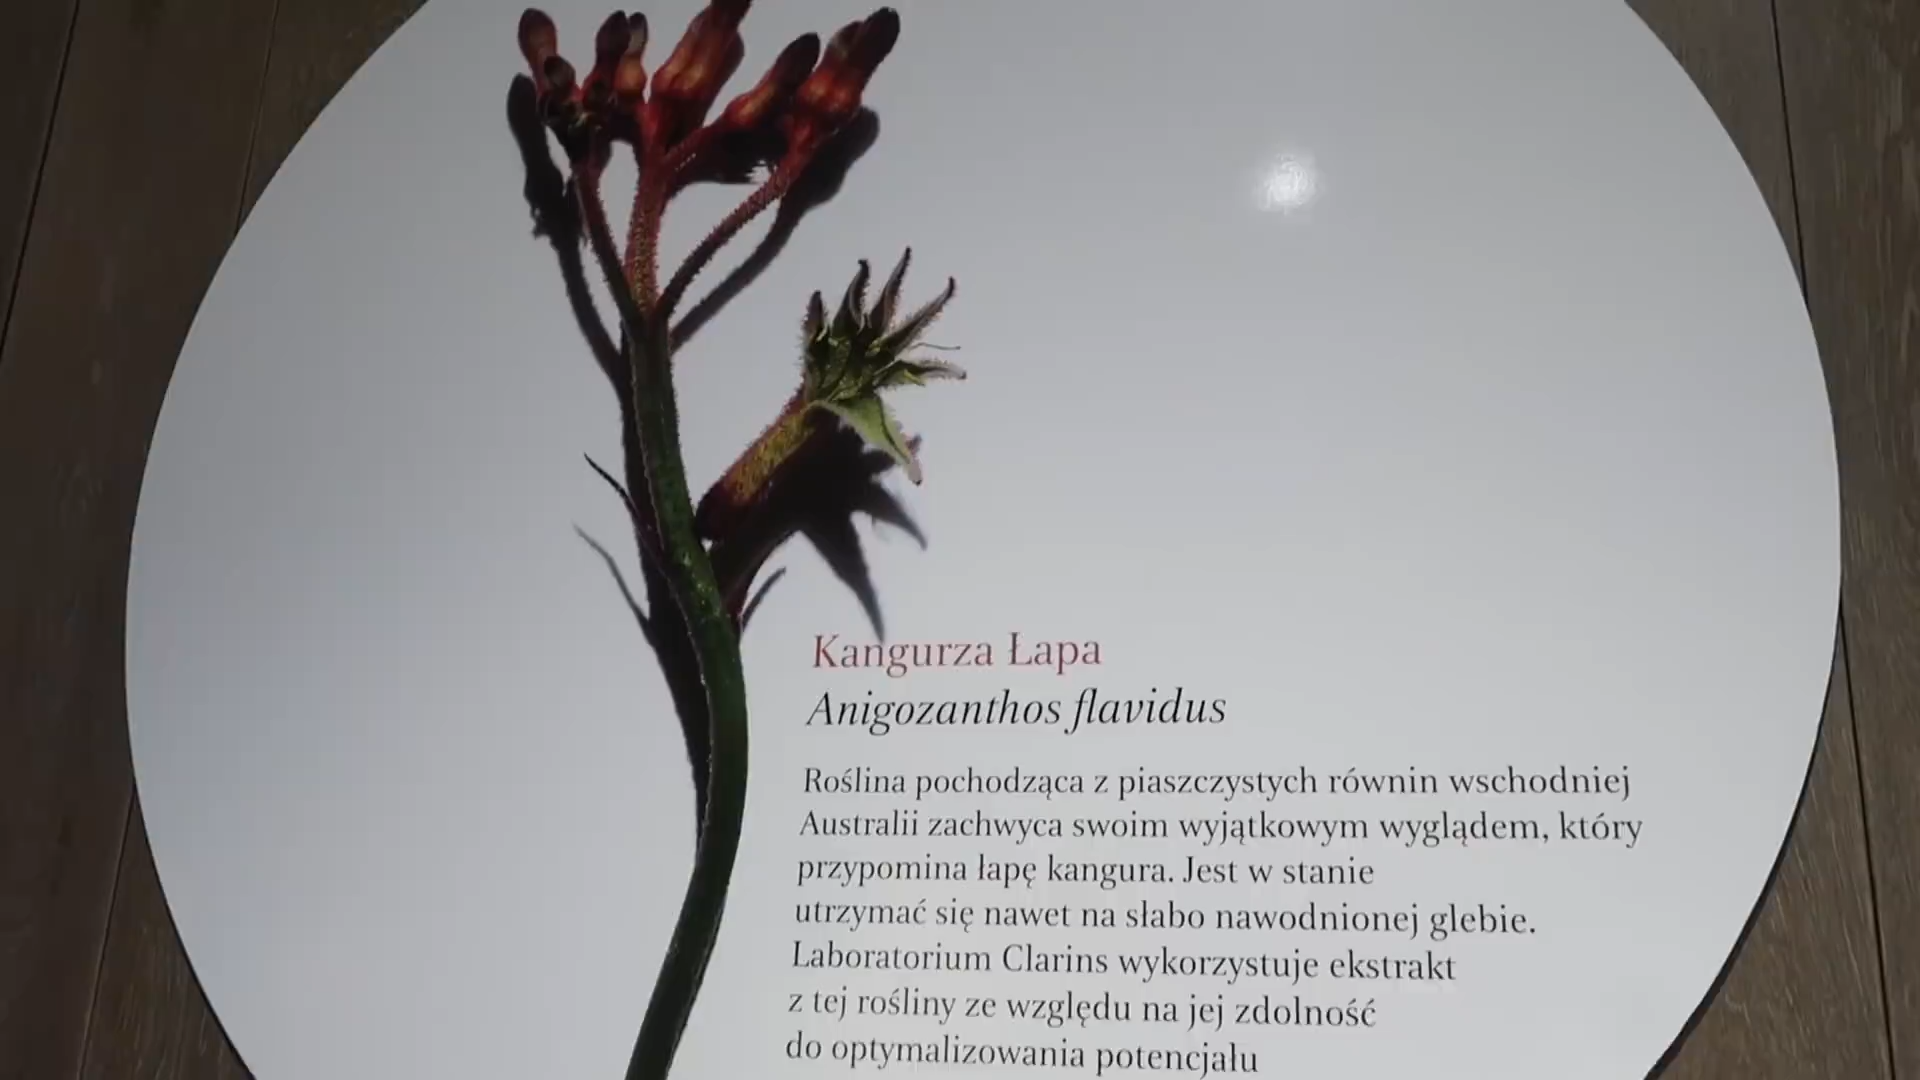 Kangurza Łapa
Anigozanthos flavidus
Roślina pochodząca z piaszczystych równin wschodniej
Australii zachwyca swoim wyjątkowym wyglądem, który
przypomina łapę kangura. Jest w stanie
utrzymać się nawet na słabo nawodnionej glebie.
Laboratorium Clarins wykorzystuje ekstrakt
z tej rośliny ze względu na jej zdolność
do optymalizowania potencjału